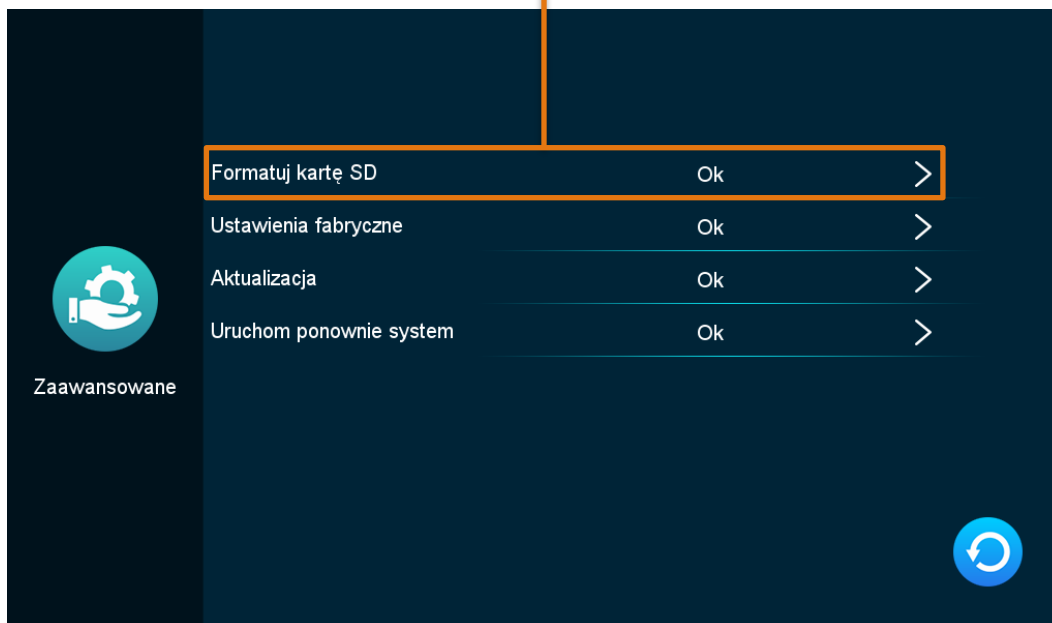 Formatuj kartę SD Ok
Ustawienia fabryczne Ok
Aktualizacja Ok
Uruchom ponownie system Ok
Zaawansowane